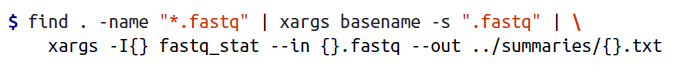 $ find . -name "*.fastq" | xargs basename -s ".fastq" | \
xargs -I{} fastq_stat --in {}.fastq --out ../summaries/{}.txt